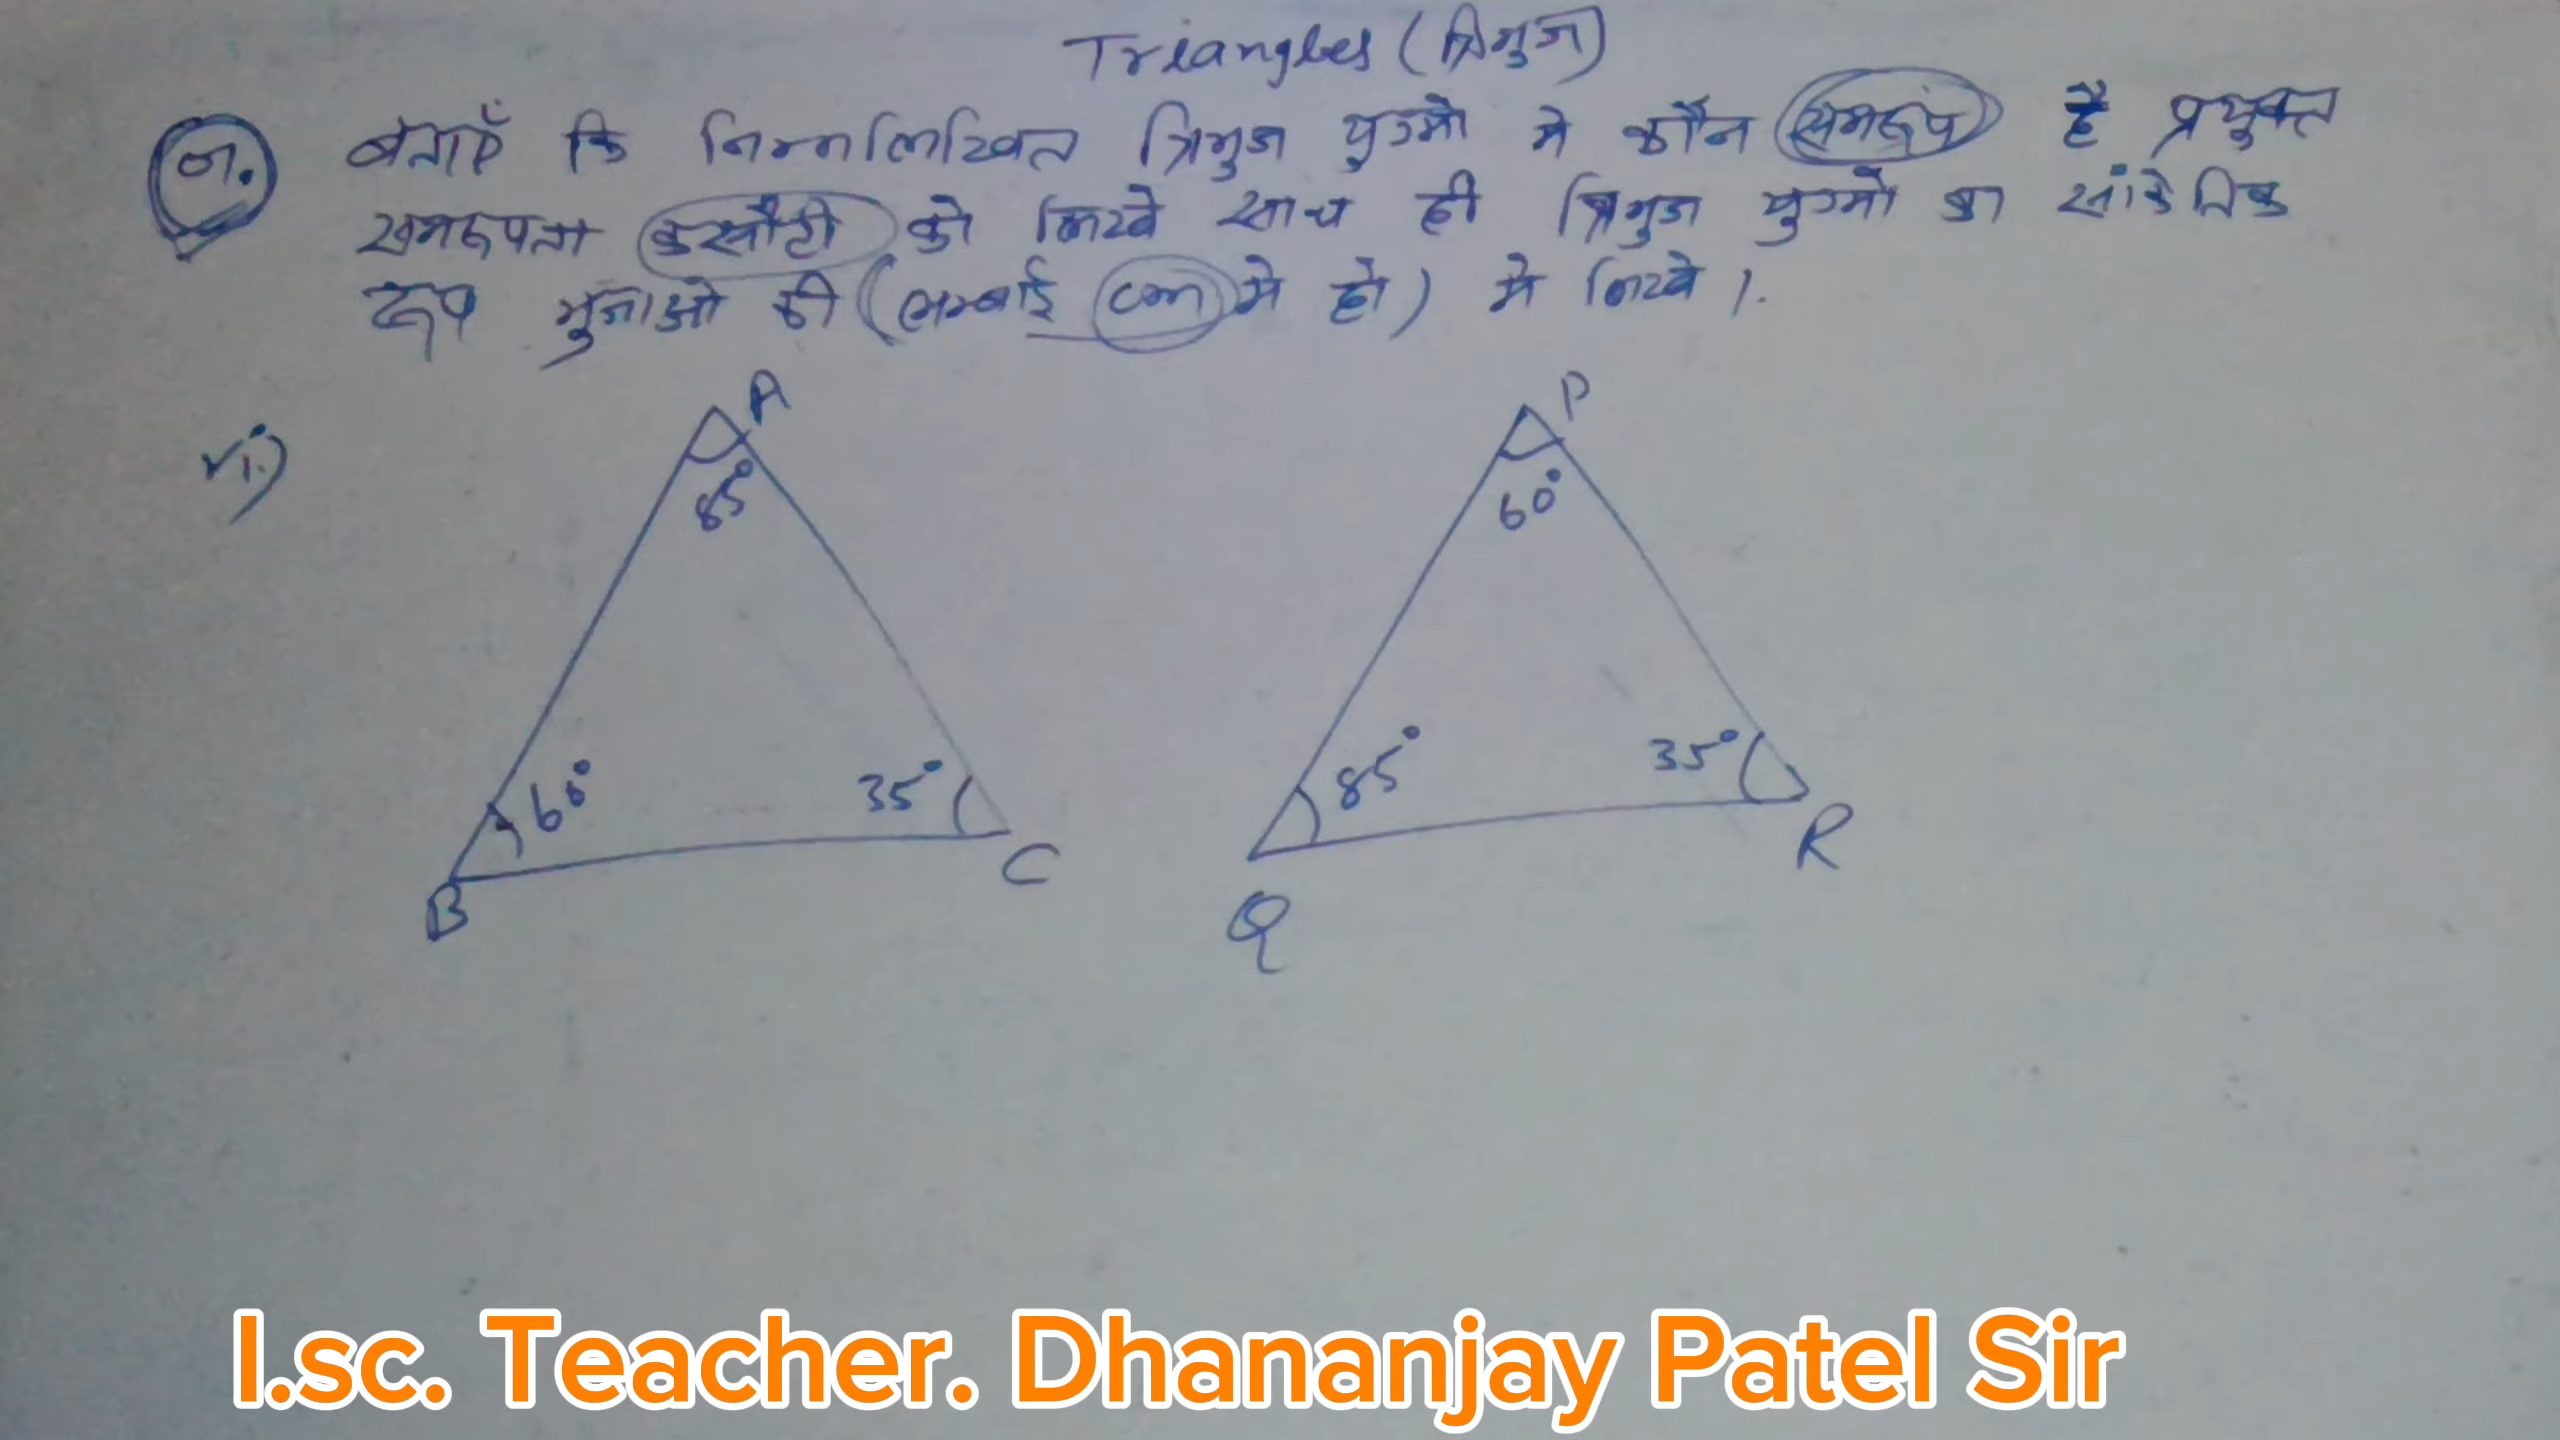 Triangles (त्रिभुज)
बताएँ कि निम्नलिखित त्रिभुज युग्मो मे कौन समरूप है प्रयुक्त
समरूपता कसौटी को लिखे साथ ही त्रिभुज युग्मो का सांकेतिक
रूप भुजाओ की (लम्बाई cm मे हो) मे लिखे ।.
vi.)
A
P
85°
60°
60°
35°
85°
35°
B
C
Q
R
I.sc. Teacher. Dhananjay Patel Sir